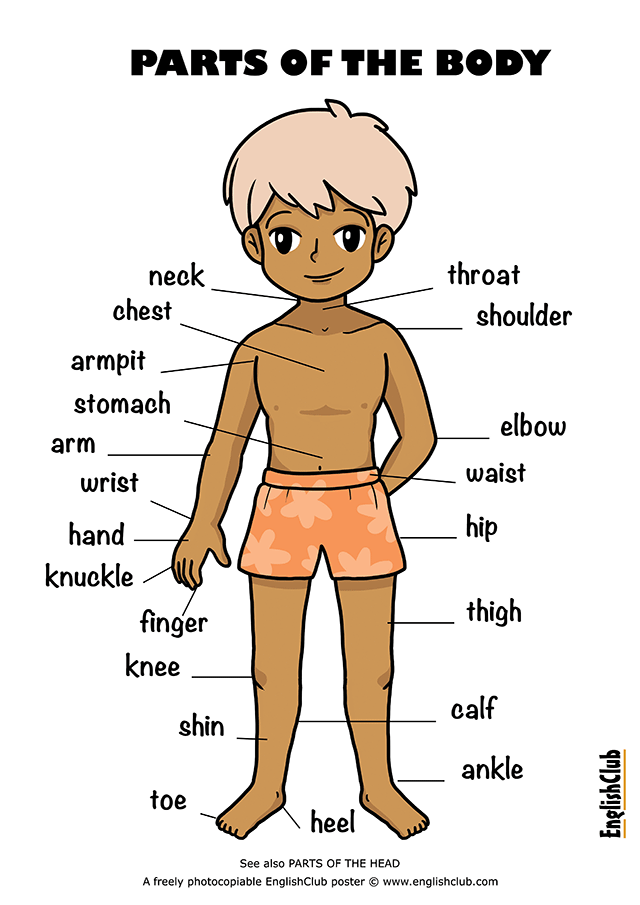 PARTS OF THE BODY
neck
throat
chest
shoulder
armpit
stomach
elbow
arm
waist
wrist
hip
hand
knuckle
finger
thigh
knee
calf
shin
ankle
toe
heel
EnglishClub
See also PARTS OF THE HEAD
A freely photocopiable EnglishClub poster © www.englishclub.com